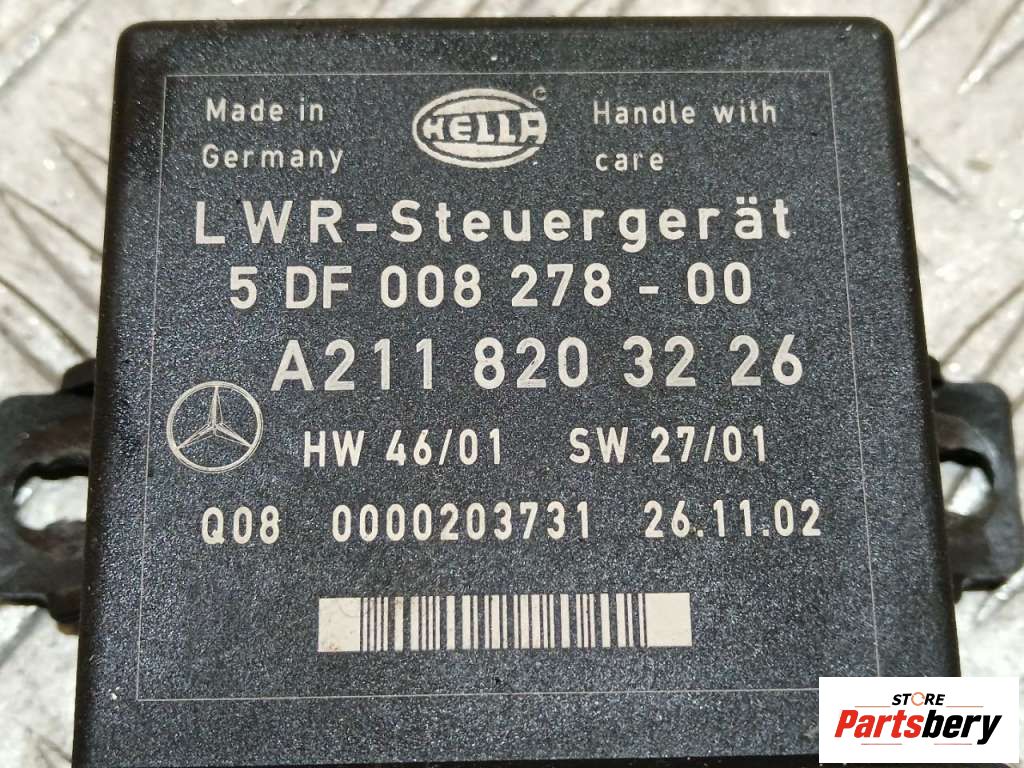 Made in
Germany
HELLA
Handle with
care
LWR-Steuergerät
5 DF 008 278 - 00
A211 820 32 26
HW 46/01 SW 27/01
Q08 0000203731 26.11.02
STORE
Partsbery